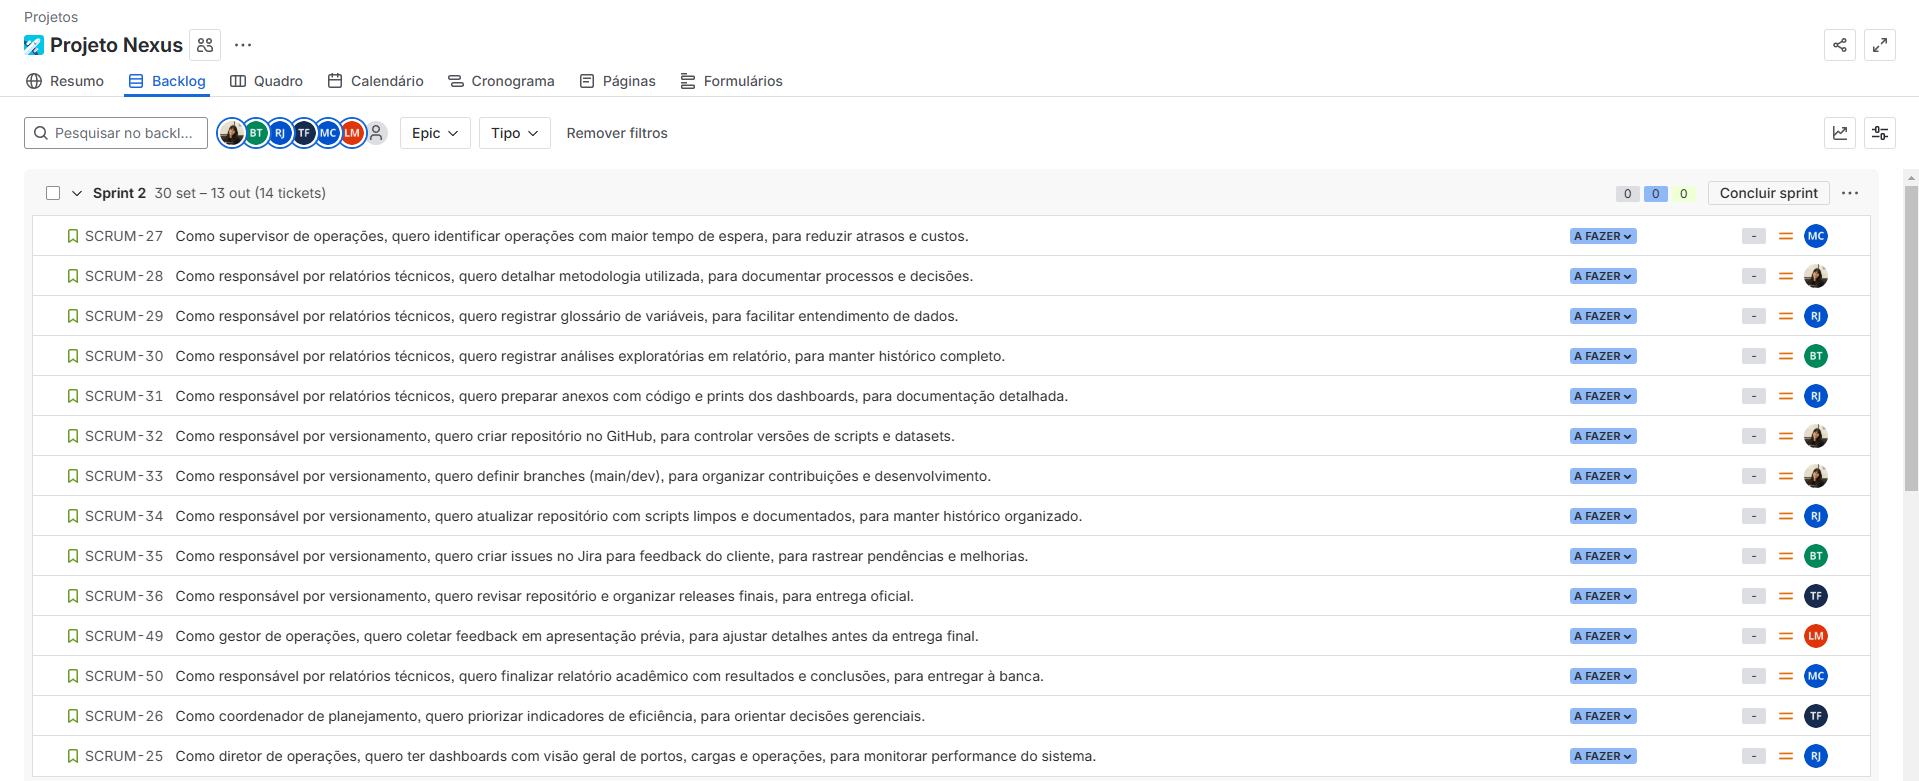 Projetos
Projeto Nexus
Resumo Backlog Quadro Calendário Cronograma Páginas Formulários
Pesquisar no backl... BT RJ TF MC LM Epic Tipo Remover filtros
Sprint 2 30 set – 13 out (14 tickets) 0 0 0 Concluir sprint
SCRUM-27 Como supervisor de operações, quero identificar operações com maior tempo de espera, para reduzir atrasos e custos. A FAZER - MC
SCRUM-28 Como responsável por relatórios técnicos, quero detalhar metodologia utilizada, para documentar processos e decisões. A FAZER -
SCRUM-29 Como responsável por relatórios técnicos, quero registrar glossário de variáveis, para facilitar entendimento de dados. A FAZER - RJ
SCRUM-30 Como responsável por relatórios técnicos, quero registrar análises exploratórias em relatório, para manter histórico completo. A FAZER - BT
SCRUM-31 Como responsável por relatórios técnicos, quero preparar anexos com código e prints dos dashboards, para documentação detalhada. A FAZER - RJ
SCRUM-32 Como responsável por versionamento, quero criar repositório no GitHub, para controlar versões de scripts e datasets. A FAZER -
SCRUM-33 Como responsável por versionamento, quero definir branches (main/dev), para organizar contribuições e desenvolvimento. A FAZER -
SCRUM-34 Como responsável por versionamento, quero atualizar repositório com scripts limpos e documentados, para manter histórico organizado. A FAZER - RJ
SCRUM-35 Como responsável por versionamento, quero criar issues no Jira para feedback do cliente, para rastrear pendências e melhorias. A FAZER - BT
SCRUM-36 Como responsável por versionamento, quero revisar repositório e organizar releases finais, para entrega oficial. A FAZER - TF
SCRUM-49 Como gestor de operações, quero coletar feedback em apresentação prévia, para ajustar detalhes antes da entrega final. A FAZER - LM
SCRUM-50 Como responsável por relatórios técnicos, quero finalizar relatório acadêmico com resultados e conclusões, para entregar à banca. A FAZER - MC
SCRUM-26 Como coordenador de planejamento, quero priorizar indicadores de eficiência, para orientar decisões gerenciais. A FAZER - TF
SCRUM-25 Como diretor de operações, quero ter dashboards com visão geral de portos, cargas e operações, para monitorar performance do sistema. A FAZER - RJ